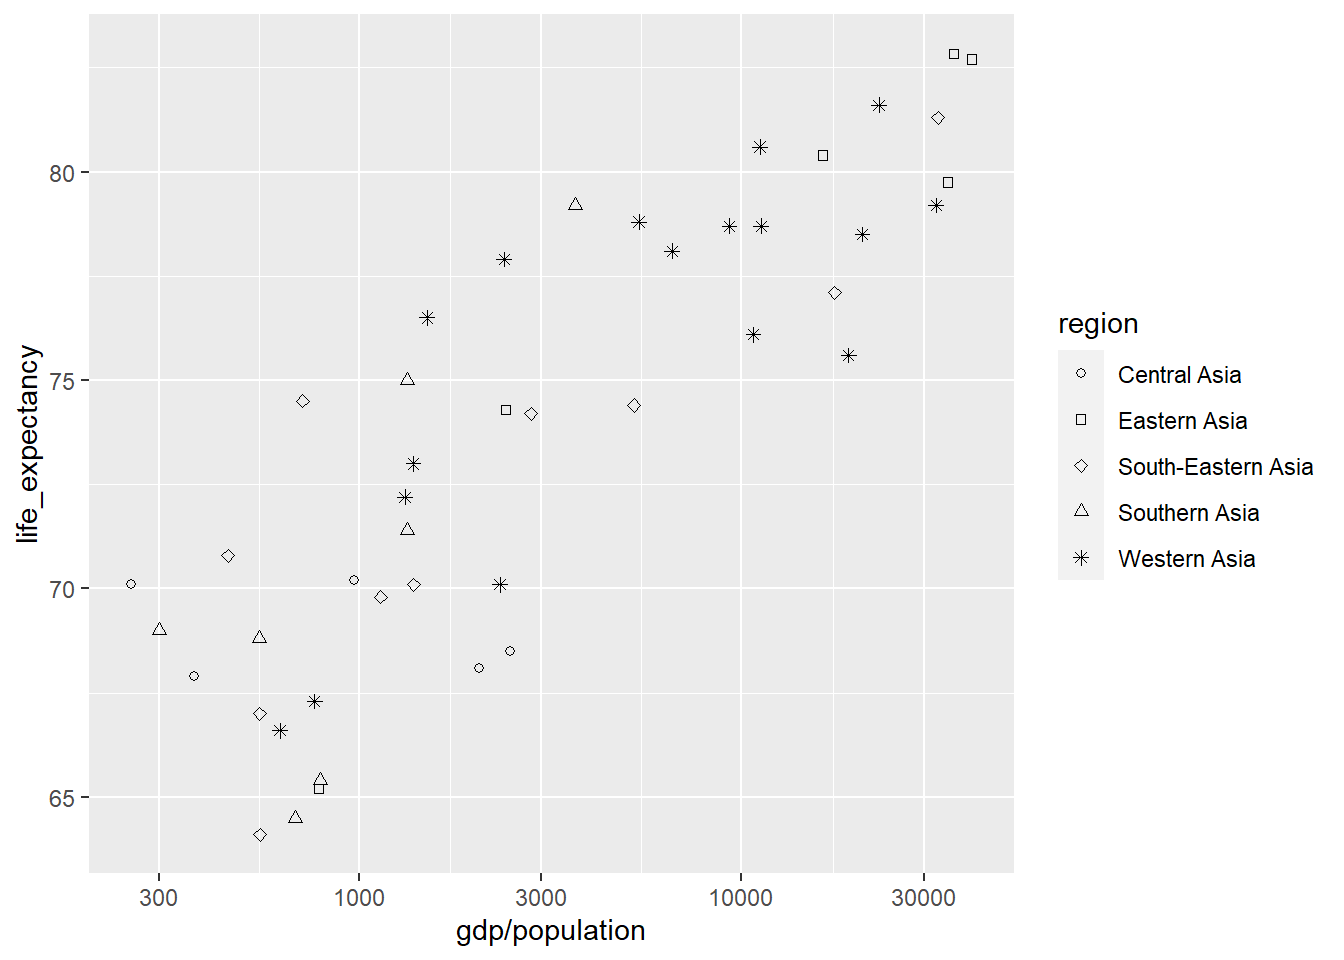 life_expectancy
80
75
70
65
300 1000 3000 10000 30000
gdp/population
region
Central Asia
Eastern Asia
South-Eastern Asia
Southern Asia
Western Asia